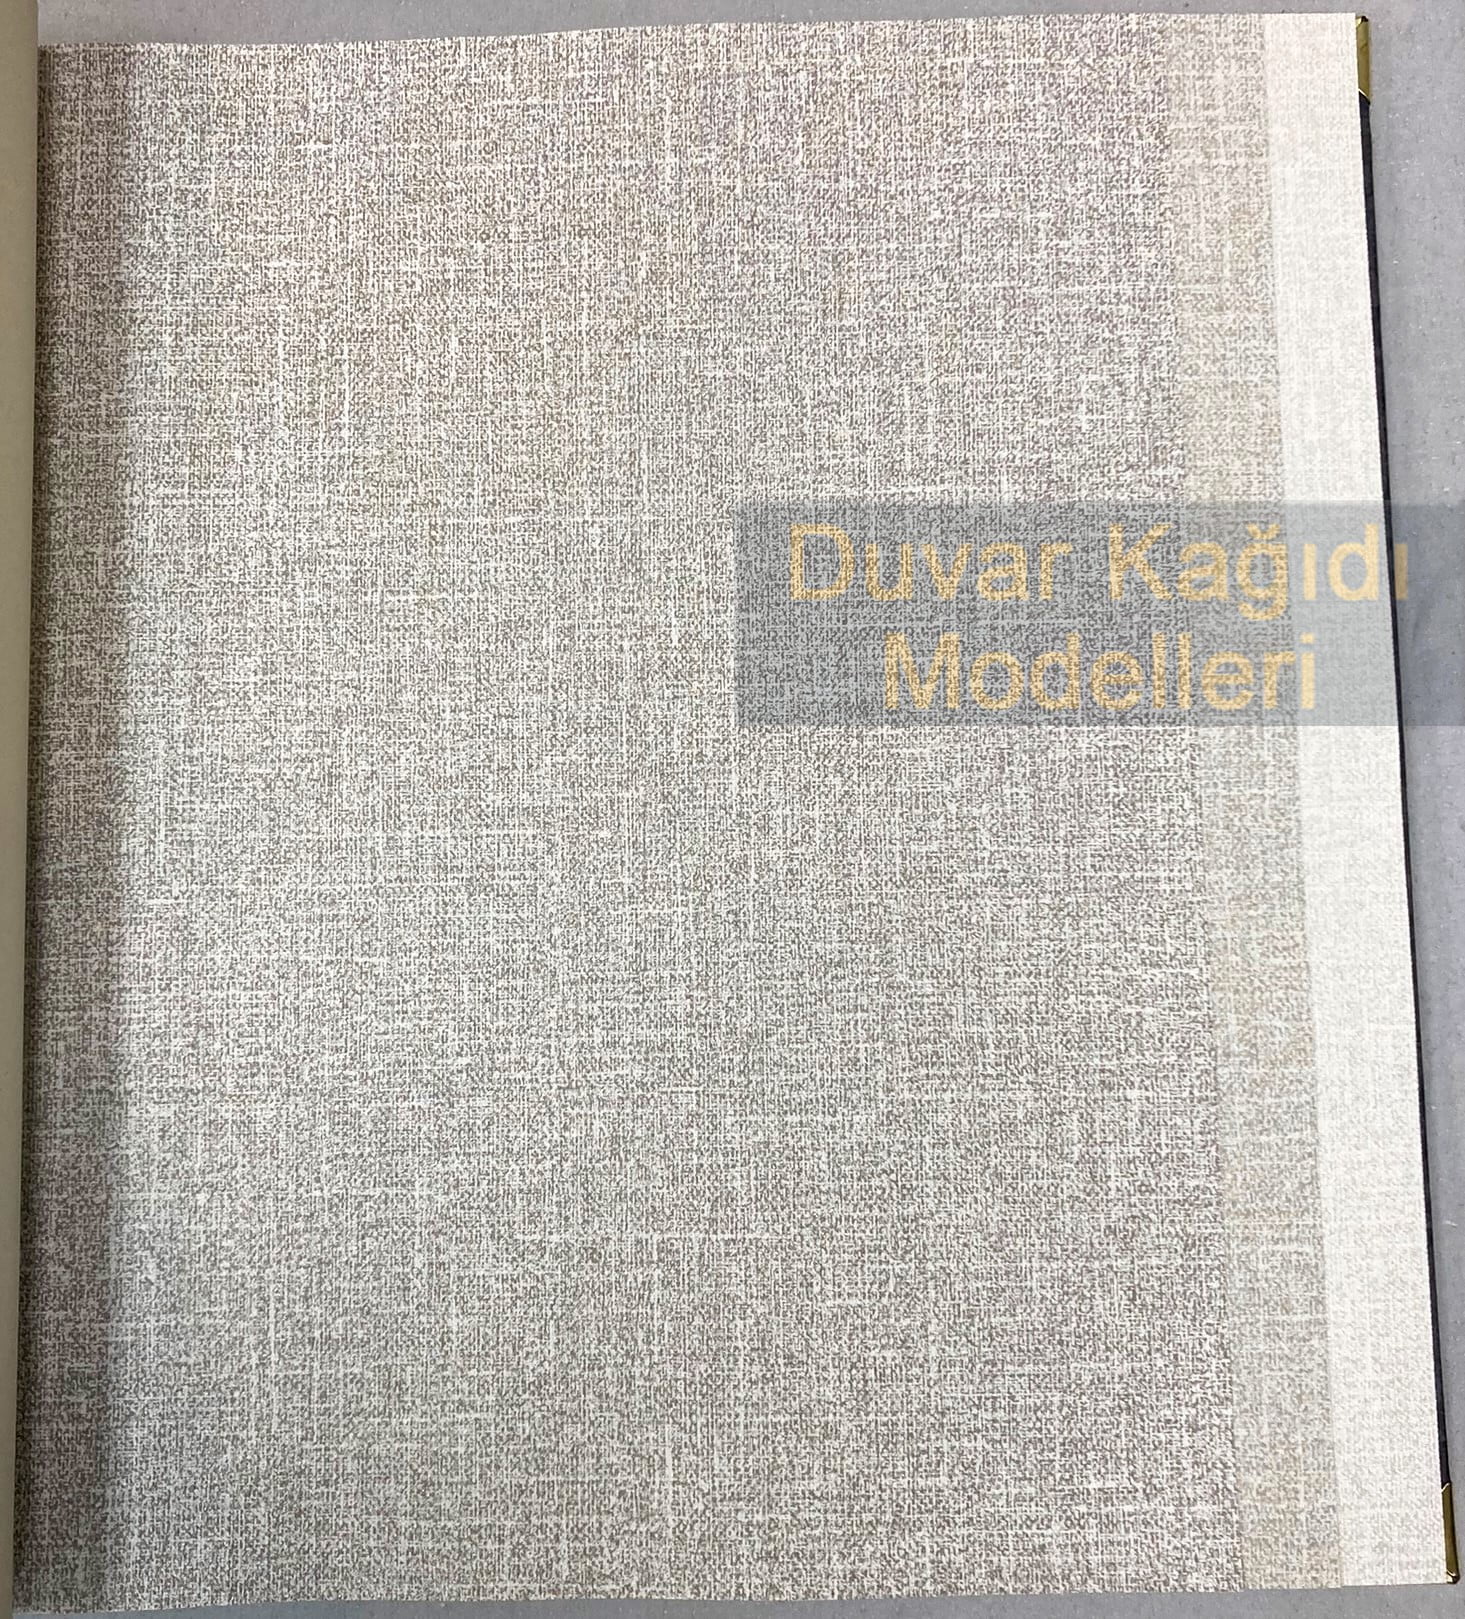 Duvar Kağıdı
Modelleri